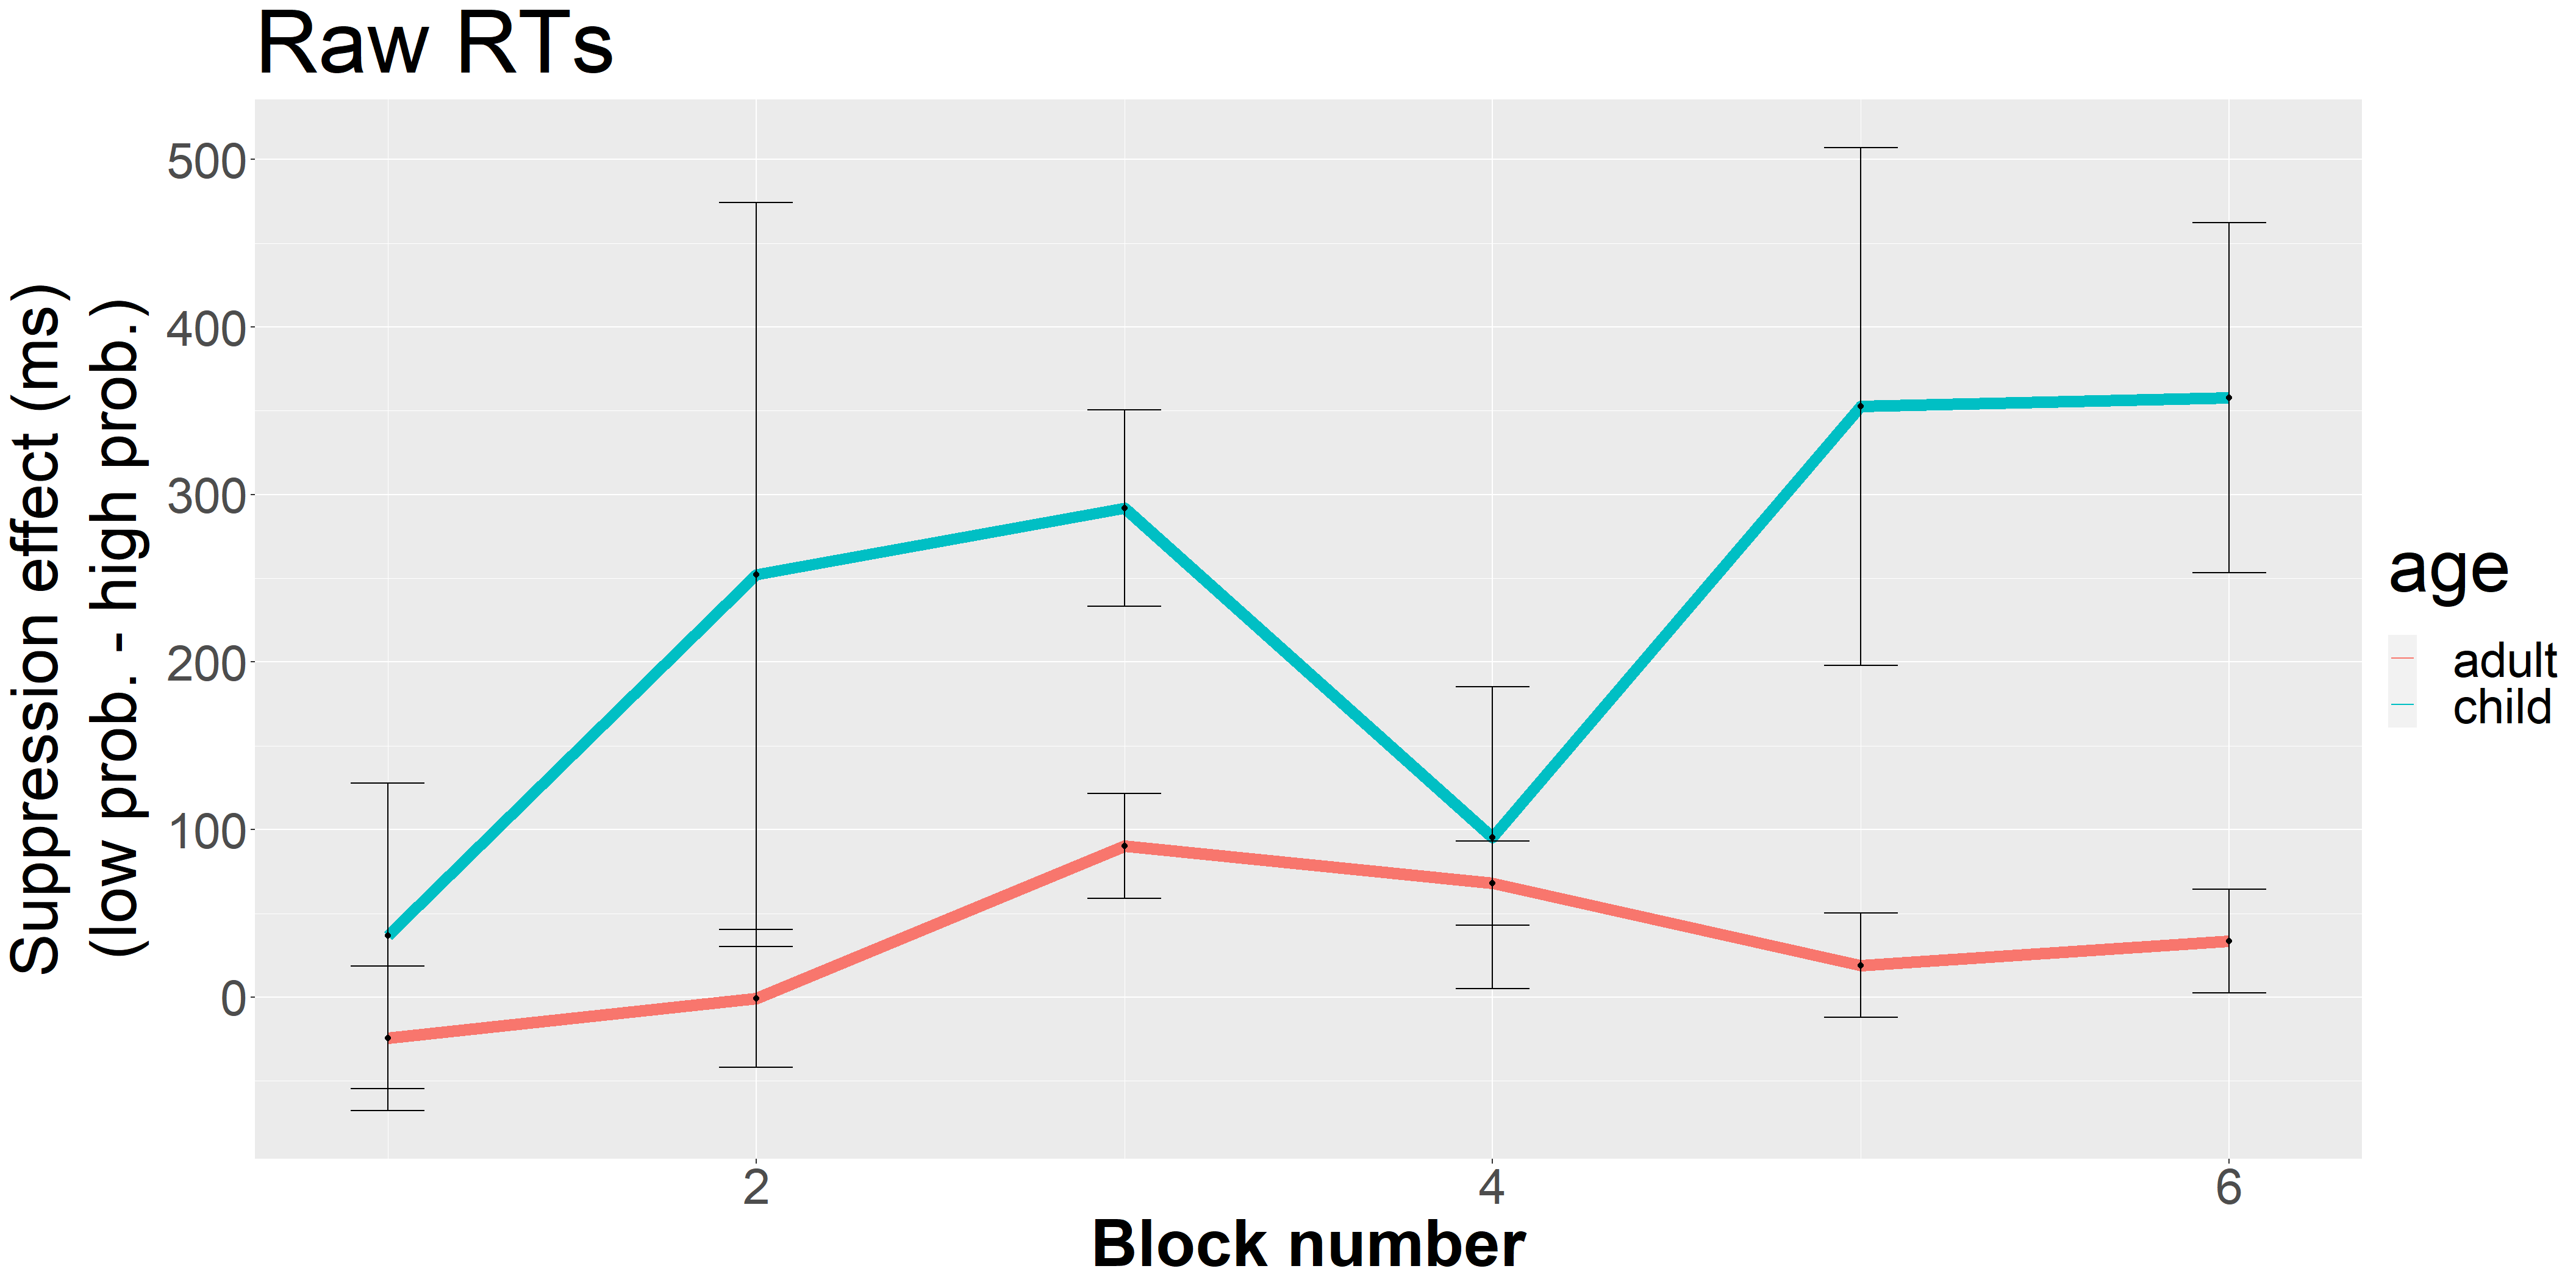 Raw RTs
Suppression effect (ms)
(low prob. - high prob.)
500
400
300
200
100
0
2
4
6
Block number
age
adult
child